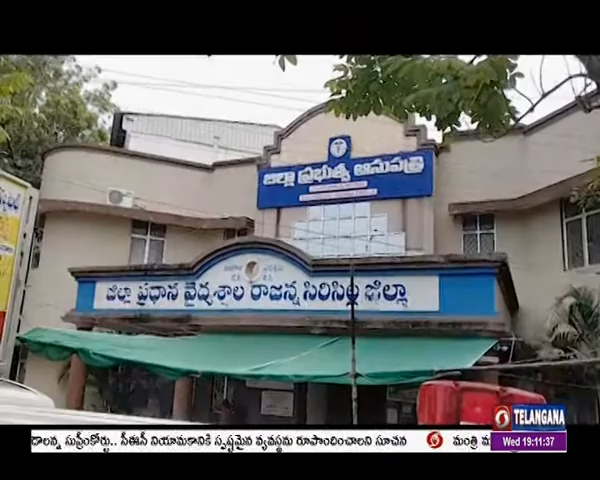 జిల్లా ప్రభుత్వ ఆసుపత్రి
జిల్లా ప్రధాన వైద్యశాల రాజన్న సిరిసిల్ల జిల్లా
TELANGANA
Wed 19:11:37
దాలన్న సుప్రీంకోర్టు.. సీఈసీ నియామకానికి స్పష్టమైన వ్యవస్థను రూపొందించాలని సూచన
మంత్రి